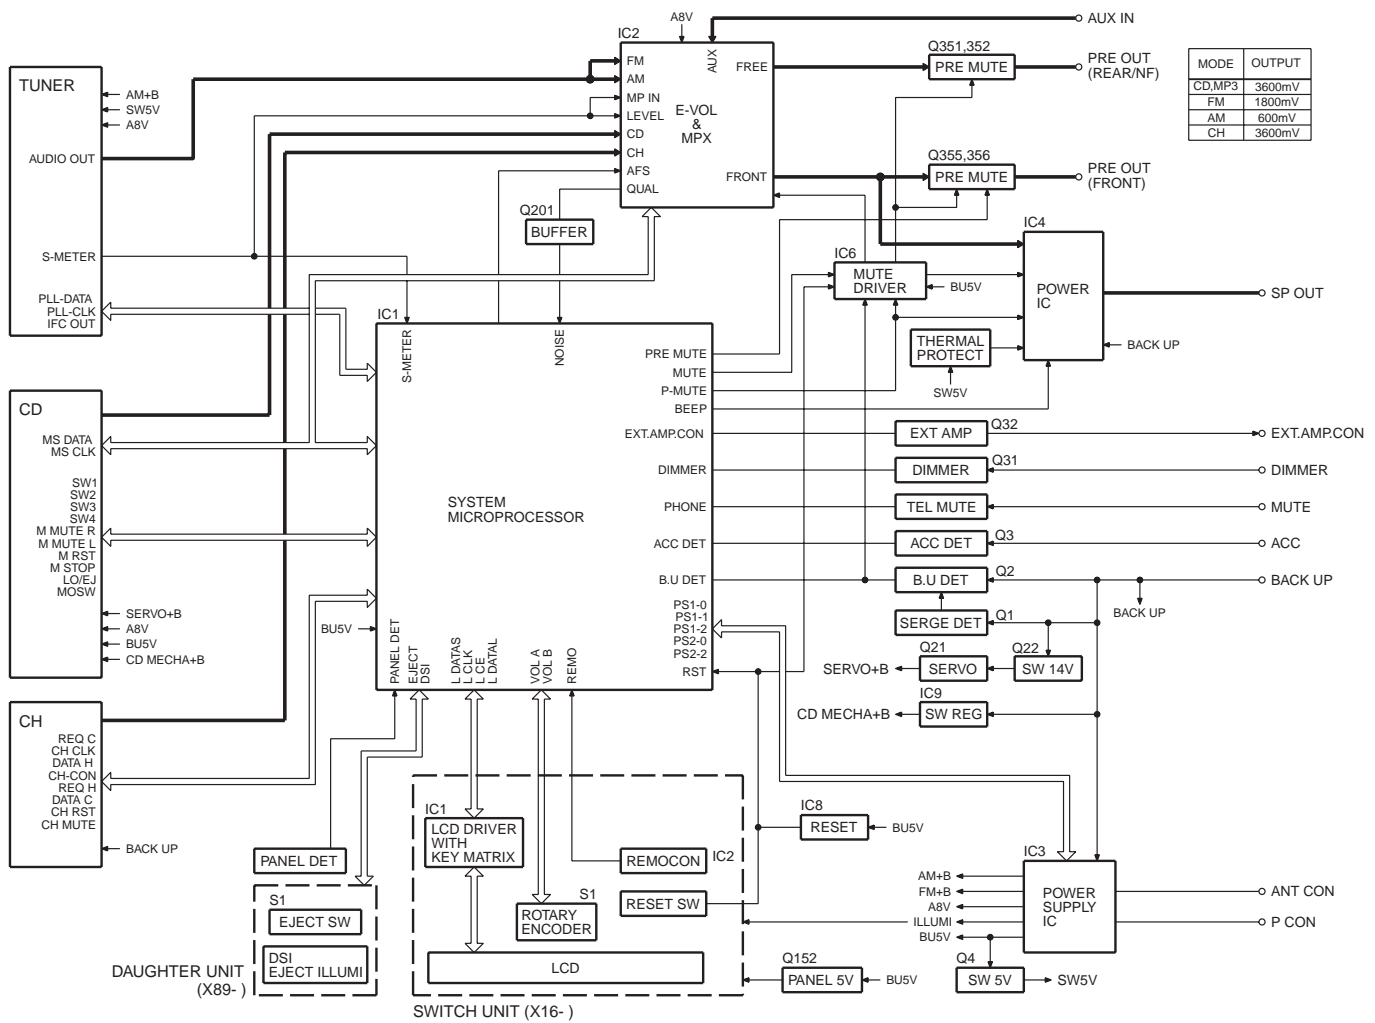 AUX IN
A8V
IC2
AUX
FM
AM
MP IN
LEVEL
CD
CH
AFS
QUAL
FREE
FRONT
E-VOL
&
MPX
Q351,352
PRE MUTE
PRE OUT
(REAR/NF)
Q355,356
PRE MUTE
PRE OUT
(FRONT)
MODE OUTPUT
CD,MP3 3600mV
FM 1800mV
AM 600mV
CH 3600mV
TUNER
AM+B
SW5V
A8V
AUDIO OUT
S-METER
PLL-DATA
PLL-CLK
IFC OUT
Q201
BUFFER
IC6
MUTE
DRIVER
BU5V
IC4
POWER
IC
SP OUT
BACK UP
THERMAL
PROTECT
SW5V
CD
MS DATA
MS CLK
SW1
SW2
SW3
SW4
M MUTE R
M MUTE L
M RST
M STOP
LO/EJ
MOSW
SERVO+B
A8V
BU5V
CD MECHA+B
CH
REQ C
CH CLK
DATA H
CH-CON
REQ H
DATA C
CH RST
CH MUTE
BACK UP
IC1
S-METER
NOISE
SYSTEM
MICROPROCESSOR
PRE MUTE
MUTE
P-MUTE
BEEP
EXT.AMP.CON
DIMMER
PHONE
ACC DET
B.U DET
PS1-0
PS1-1
PS1-2
PS2-0
PS2-2
RST
BU5V
PANEL DET
EJECT
DSI
L DATAS
L CLK
L CE
L DATAL
VOL A
VOL B
REMO
EXT AMP
Q32
EXT.AMP.CON
DIMMER
Q31
DIMMER
TEL MUTE
MUTE
ACC DET
Q3
ACC
B.U DET
Q2
BACK UP
BACK UP
SERGE DET
Q1
Q21
SERVO
SERVO+B
Q22
SW 14V
IC9
SW REG
CD MECHA+B
IC8
RESET
BU5V
IC3
POWER
SUPPLY
IC
AM+B
FM+B
A8V
ILLUMI
BU5V
ANT CON
P CON
Q4
SW 5V
SW5V
Q152
PANEL 5V
BU5V
PANEL DET
S1
EJECT SW
DSI
EJECT ILLUMI
DAUGHTER UNIT
(X89- )
IC1
LCD DRIVER
WITH
KEY MATRIX
S1
ROTARY
ENCODER
REMOCON
IC2
RESET SW
LCD
SWITCH UNIT (X16- )